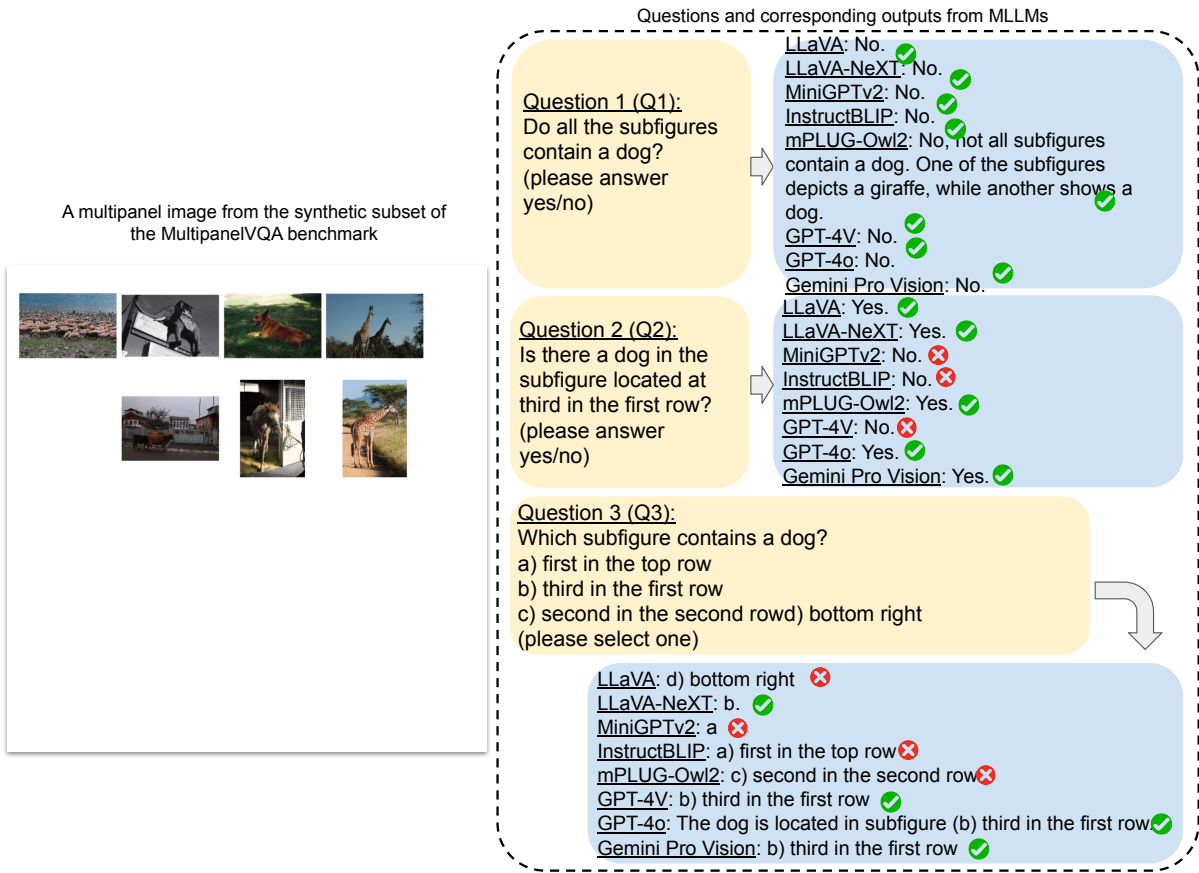 Questions and corresponding outputs from MLLMs
A multipanel image from the synthetic subset of
the MultipanelVQA benchmark
Question 1 (Q1):
Do all the subfigures
contain a dog?
(please answer
yes/no)
LLaVA: No.
LLaVA-NeXT: No.
MiniGPTv2: No.
InstructBLIP: No.
mPLUG-Owl2: No, not all subfigures
contain a dog. One of the subfigures
depicts a giraffe, while another shows a
dog.
GPT-4V: No.
GPT-4o: No.
Gemini Pro Vision: No.
Question 2 (Q2):
Is there a dog in the
subfigure located at
third in the first row?
(please answer
yes/no)
LLaVA: Yes.
LLaVA-NeXT: Yes.
MiniGPTv2: No.
InstructBLIP: No.
mPLUG-Owl2: Yes.
GPT-4V: No.
GPT-4o: Yes.
Gemini Pro Vision: Yes.
Question 3 (Q3):
Which subfigure contains a dog?
a) first in the top row
b) third in the first row
c) second in the second rowd) bottom right
(please select one)
LLaVA: d) bottom right
LLaVA-NeXT: b.
MiniGPTv2: a
InstructBLIP: a) first in the top row
mPLUG-Owl2: c) second in the second row
GPT-4V: b) third in the first row
GPT-4o: The dog is located in subfigure (b) third in the first row.
Gemini Pro Vision: b) third in the first row